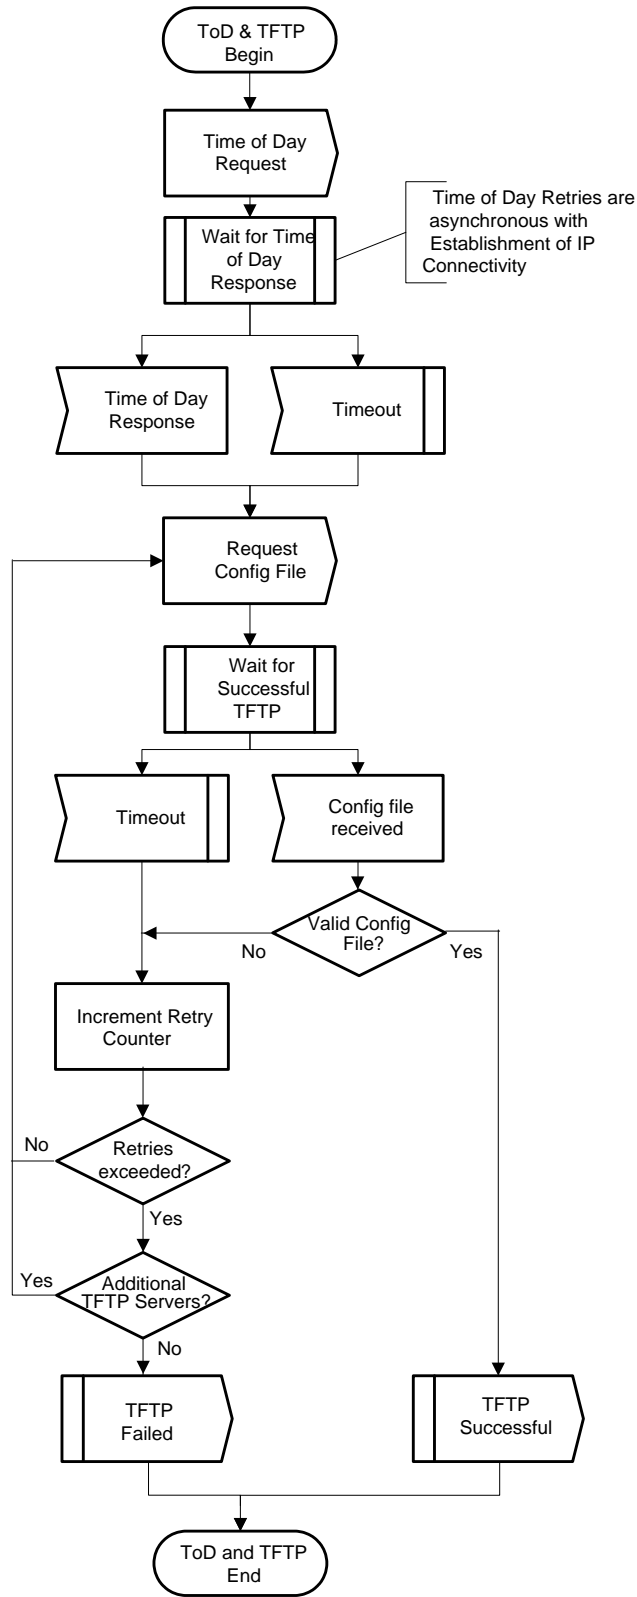 ToD & TFTP
Begin
Time of Day
Request
Wait for Time
of Day
Response
Time of Day Retries are
asynchronous with
Establishment of IP
Connectivity
Time of Day
Response
Timeout
Request
Config File
Wait for
Successful
TFTP
Timeout
Config file
received
Valid Config
File?
No
Yes
Increment Retry
Counter
Retries
exceeded?
No
Yes
Additional
TFTP Servers?
Yes
No
TFTP
Failed
TFTP
Successful
ToD and TFTP
End